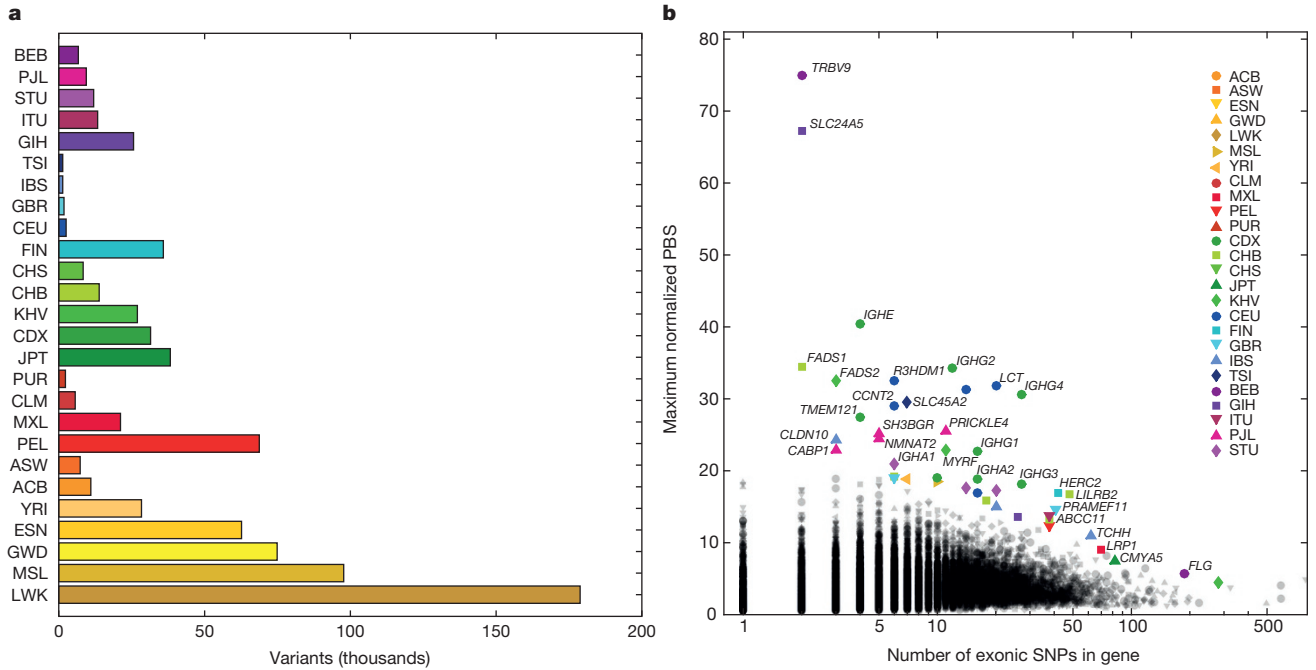 a
BEB
PJL
STU
ITU
GIH
TSI
IBS
GBR
CEU
FIN
CHS
CHB
KHV
CDX
JPT
PUR
CLM
MXL
PEL
ASW
ACB
YRI
ESN
GWD
MSL
LWK
0 50 100 150 200
Variants (thousands)
b
Maximum normalized PBS
80
70
60
50
40
30
20
10
0
TRBV9
SLC24A5
IGHE
FADS1
IGHG2
FADS2
R3HDM1
LCT
IGHG4
CCNT2
SLC45A2
TMEM121
SH3BGR
PRICKLE4
CLDN10
CABP1
NMNAT2
IGHG1
IGHA1
MYRF
IGHA2
IGHG3
HERC2
LILRB2
PRAMEF11
ABCC11
TCHH
LRP1
CMYA5
FLG
ACB
ASW
ESN
GWD
LWK
MSL
YRI
CLM
MXL
PEL
PUR
CDX
CHB
CHS
JPT
KHV
CEU
FIN
GBR
IBS
TSI
BEB
GIH
ITU
PJL
STU
1 5 10 50 100 500
Number of exonic SNPs in gene